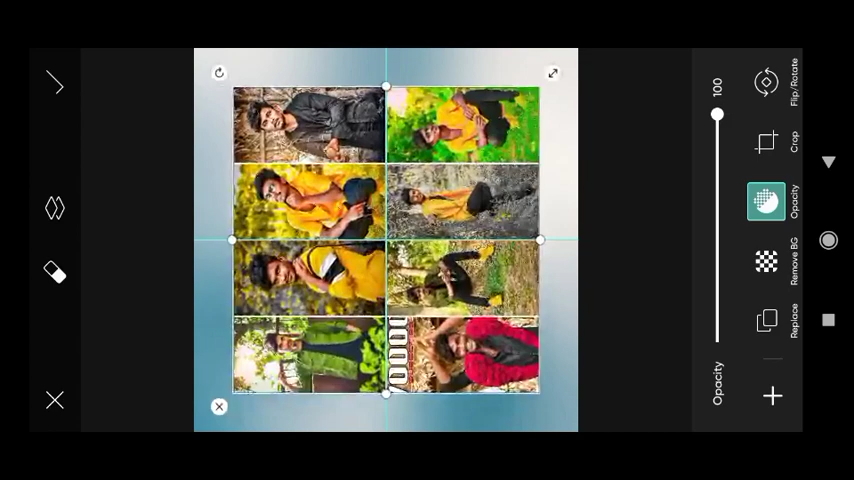 100
Opacity
Flip/Rotate
Crop
Opacity
Remove BG
Replace